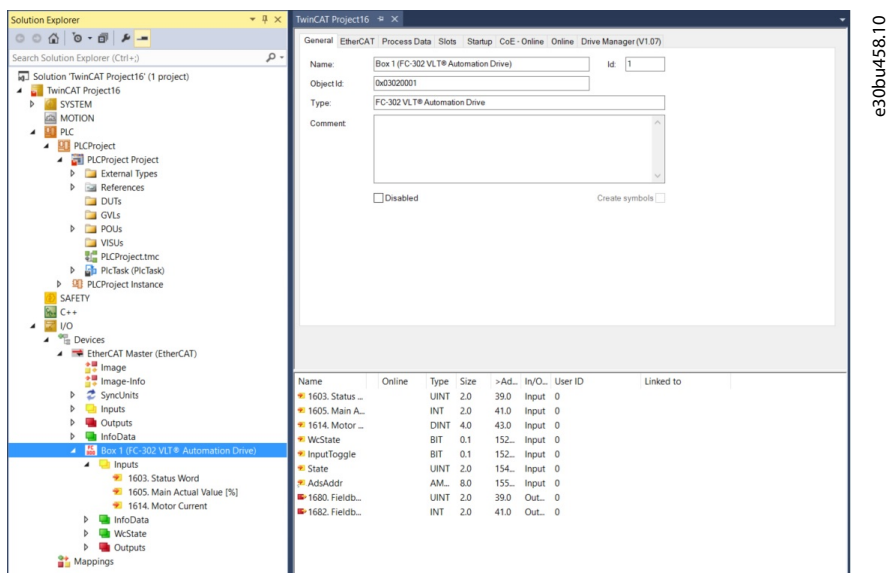 Solution Explorer
Search Solution Explorer (Ctrl+;)
Solution 'TwinCAT Project16' (1 project)
TwinCAT Project16
SYSTEM
MOTION
PLC
PLCProject
PLCProject Project
External Types
References
DUTs
GVLs
POUs
VISUs
PLCProject.tmc
PlcTask (PlcTask)
PLCProject Instance
SAFETY
C++
I/O
Devices
EtherCAT Master (EtherCAT)
Image
Image-Info
SyncUnits
Inputs
Outputs
InfoData
Box 1 (FC-302 VLT® Automation Drive)
Inputs
1603. Status Word
1605. Main Actual Value [%]
1614. Motor Current
InfoData
WcState
Outputs
Mappings
TwinCAT Project16
General EtherCAT Process Data Slots Startup CoE - Online Online Drive Manager (V1.07)
Name: Box 1 (FC-302 VLT® Automation Drive) Id: 1
Object Id: 0x03020001
Type: FC-302 VLT® Automation Drive
Comment:
Disabled Create symbols
Name Online Type Size >Ad... In/O... User ID Linked to
1603. Status ... UINT 2.0 39.0 Input 0
1605. Main A... INT 2.0 41.0 Input 0
1614. Motor ... DINT 4.0 43.0 Input 0
WcState BIT 0.1 152... Input 0
InputToggle BIT 0.1 152... Input 0
State UINT 2.0 154... Input 0
AdsAddr AM... 8.0 155... Input 0
1680. Fieldb... UINT 2.0 39.0 Out... 0
1682. Fieldb... INT 2.0 41.0 Out... 0
e30bu458.10